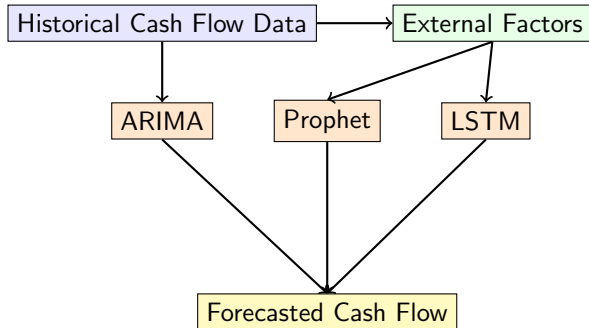 Historical Cash Flow Data
External Factors
ARIMA
Prophet
LSTM
Forecasted Cash Flow